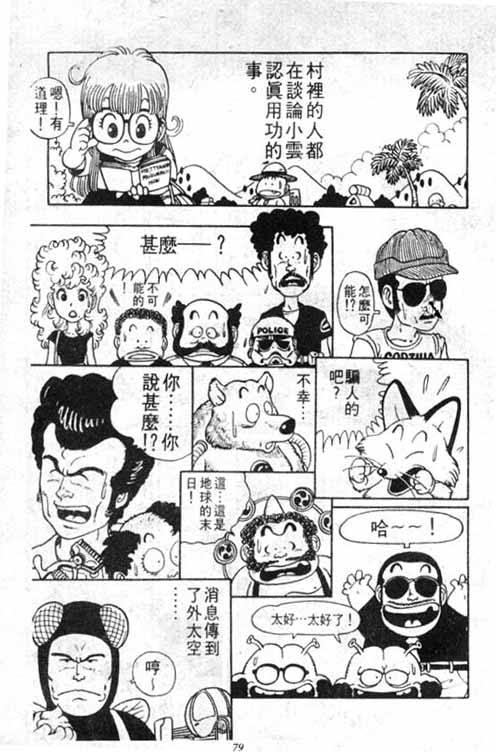 村裡的人都
在談論小雲
認眞用功的
事。
嗯！有
道理！
甚麼——？
怎麼可
能!?
不可
能的
！
POLICE
GODZILLA
騙人的
吧？
不幸…
你……你
說甚麼!?
這…這是
地球的末
日！
哈～～！
太好…太好了！
消息傳到
了外太空
……
哼
～
79